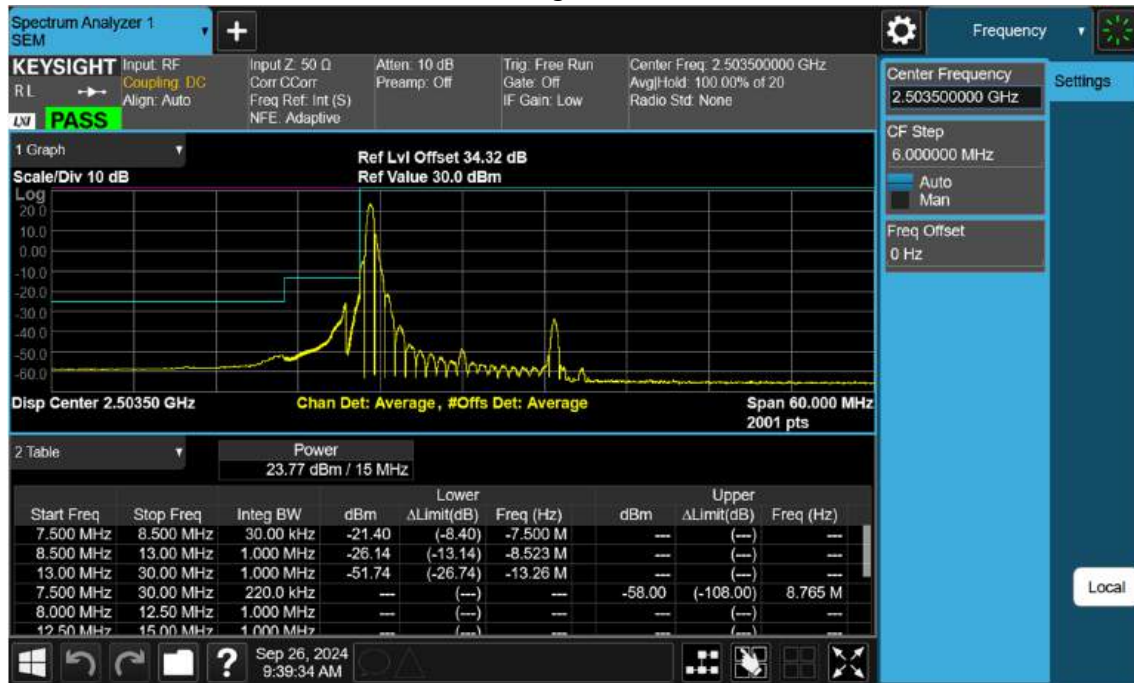 Spectrum Analyzer 1
SEM
+
Frequency
KEYSIGHT
RL
LXI
PASS
Input: RF
Coupling: DC
Align: Auto
Input Z: 50 Ω
Corr CCorr
Freq Ref: Int (S)
NFE: Adaptive
Atten: 10 dB
Preamp: Off
Trig: Free Run
Gate: Off
IF Gain: Low
Center Freq: 2.503500000 GHz
Avg|Hold: 100.00% of 20
Radio Std: None
Center Frequency
2.503500000 GHz
Settings
CF Step
6.000000 MHz
Auto
Man
Freq Offset
0 Hz
1 Graph
Scale/Div 10 dB
Ref Lvl Offset 34.32 dB
Ref Value 30.0 dBm
Log
20.0
10.0
0.00
-10.0
-20.0
-30.0
-40.0
-50.0
-60.0
Disp Center 2.50350 GHz
Chan Det: Average, #Offs Det: Average
Span 60.000 MHz
2001 pts
2 Table
Power
23.77 dBm / 15 MHz
Lower Upper
Start Freq Stop Freq Integ BW dBm ΔLimit(dB) Freq (Hz) dBm ΔLimit(dB) Freq (Hz)
7.500 MHz 8.500 MHz 30.00 kHz -21.40 (-8.40) -7.500 M --- (---) ---
8.500 MHz 13.00 MHz 1.000 MHz -26.14 (-13.14) -8.523 M --- (---) ---
13.00 MHz 30.00 MHz 1.000 MHz -51.74 (-26.74) -13.26 M --- (---) ---
7.500 MHz 30.00 MHz 220.0 kHz --- (---) --- -58.00 (-108.00) 8.765 M
8.000 MHz 12.50 MHz 1.000 MHz --- (---) --- --- (---) ---
12.50 MHz 15.00 MHz 1.000 MHz --- (---) --- --- (---) ---
Local
?
Sep 26, 2024
9:39:34 AM